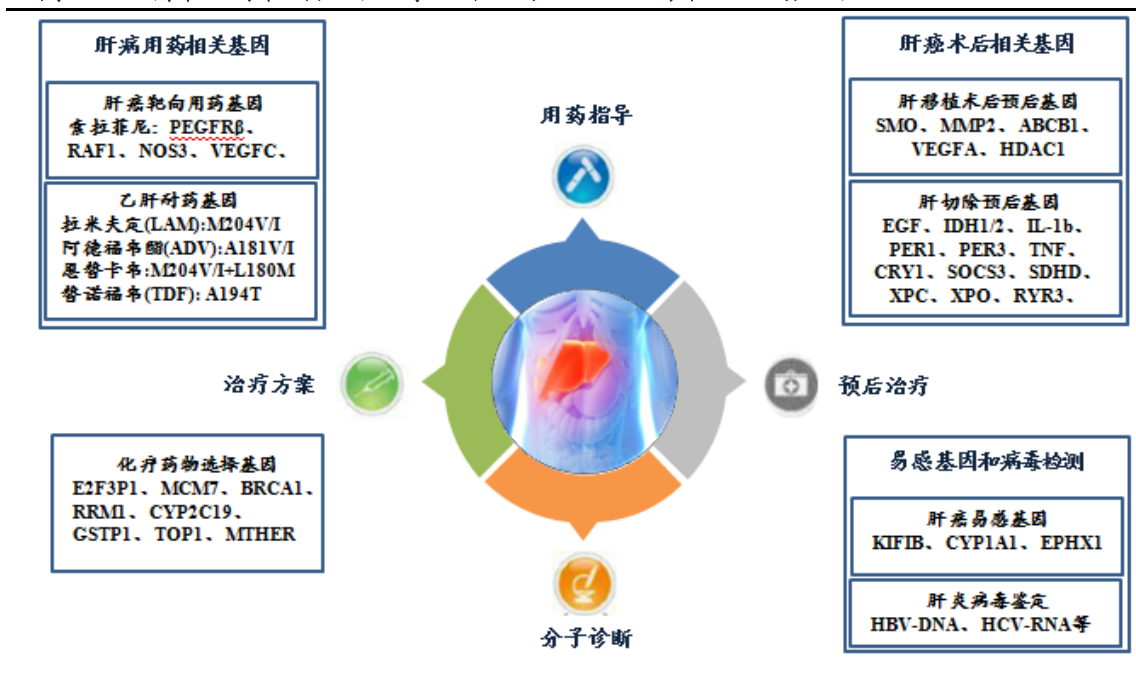 肝病用药相关基因
肝癌靶向用药基因
索拉菲尼：PEGFRβ、
RAF1、NOS3、VEGFC、
乙肝耐药基因
拉米夫定(LAM):M204V/I
阿德福韦酯(ADV):A181V/I
恩替卡韦:M204V/I+L180M
替诺福韦(TDF): A194T
用药指导
肝癌术后相关基因
肝移植术后预后基因
SMO、MMP2、ABCB1、
VEGFA、HDAC1
肝切除预后基因
EGF、IDH1/2、IL-1b、
PER1、PER3、TNF、
CRY1、SOCS3、SDHD、
XPC、XPO、RYR3、
治疗方案
预后治疗
化疗药物选择基因
E2F3P1、MCM7、BRCA1、
RRM1、CYP2C19、
GSTP1、TOP1、MTHER
易感基因和病毒检测
肝癌易感基因
KIFIB、CYP1A1、EPHX1
肝炎病毒鉴定
HBV-DNA、HCV-RNA等
分子诊断